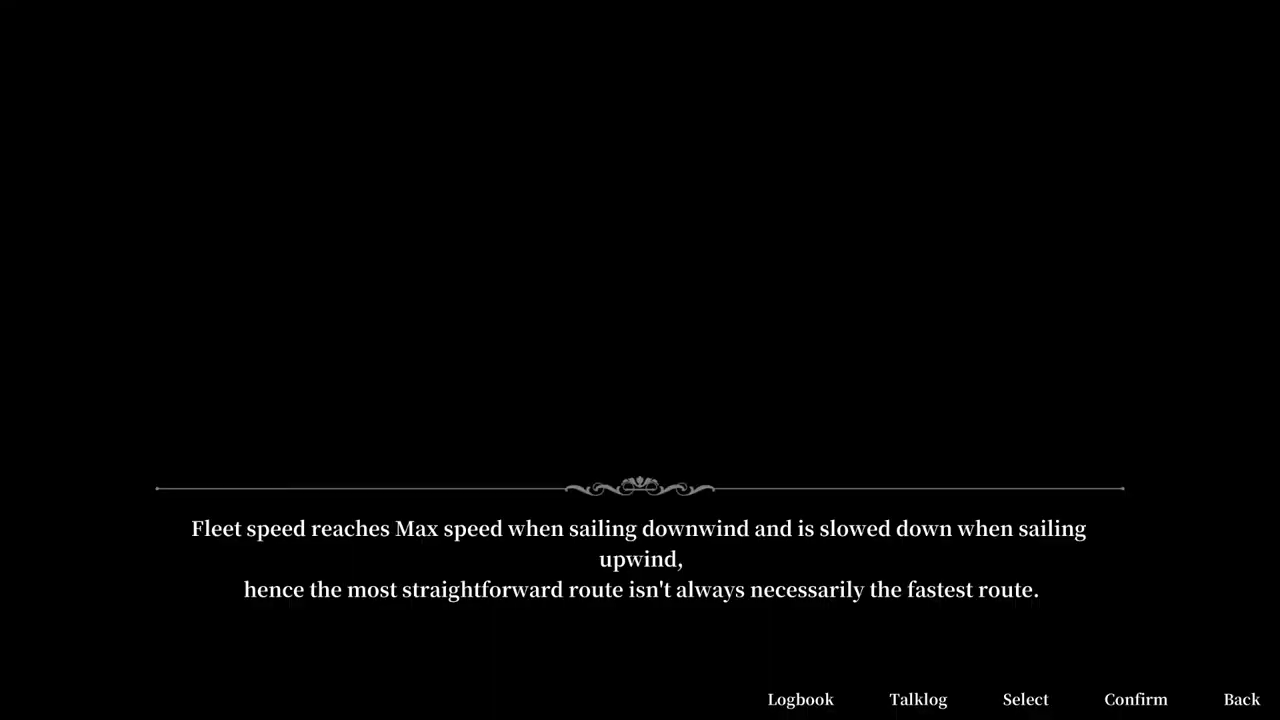 Fleet speed reaches Max speed when sailing downwind and is slowed down when sailing
upwind,
hence the most straightforward route isn't always necessarily the fastest route.
Logbook Talklog Select Confirm Back